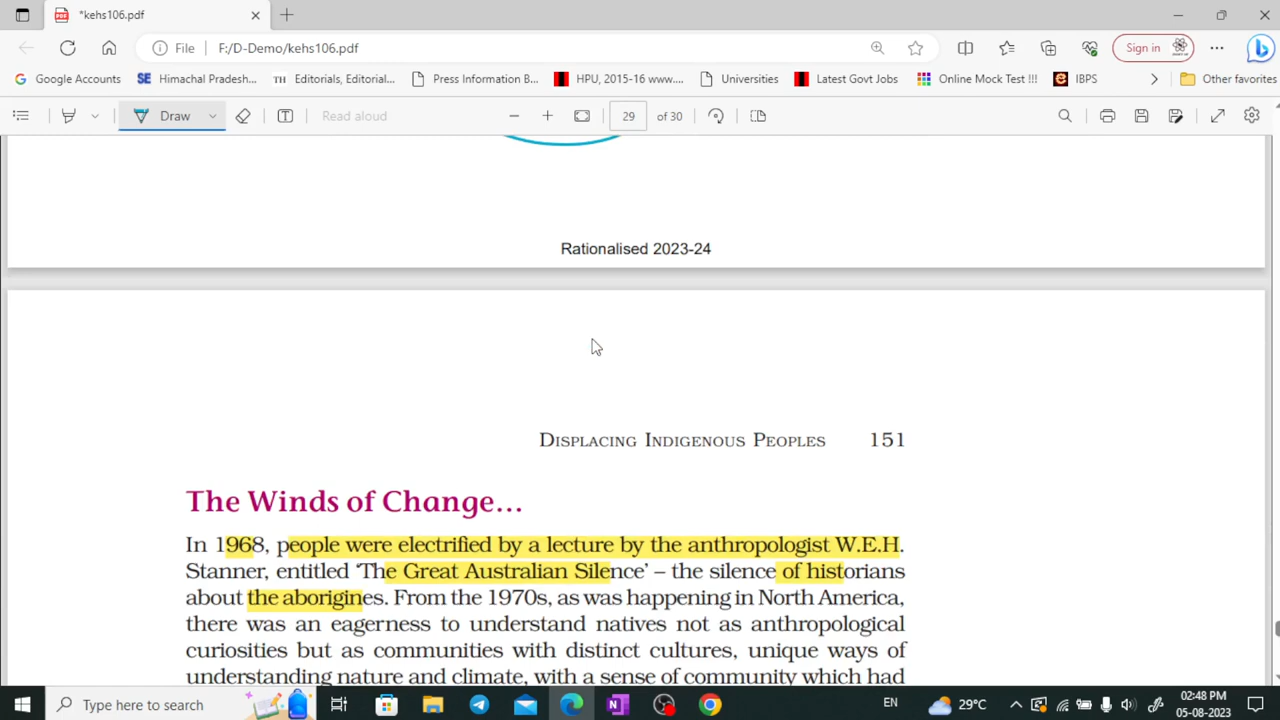 *kehs106.pdf
File F:/D-Demo/kehs106.pdf
Sign in
Google Accounts
SE Himachal Pradesh...
TH Editorials, Editorial...
Press Information B...
HPU, 2015-16 www....
Universities
Latest Govt Jobs
Online Mock Test !!!
IBPS
Other favorites
Draw
Read aloud
29 of 30
Rationalised 2023-24
DISPLACING INDIGENOUS PEOPLES 151
The Winds of Change…
In 1968, people were electrified by a lecture by the anthropologist W.E.H.
Stanner, entitled ‘The Great Australian Silence’ – the silence of historians
about the aborigines. From the 1970s, as was happening in North America,
there was an eagerness to understand natives not as anthropological
curiosities but as communities with distinct cultures, unique ways of
understanding nature and climate, with a sense of community which had
Type here to search
EN
29°C
02:48 PM
05-08-2023